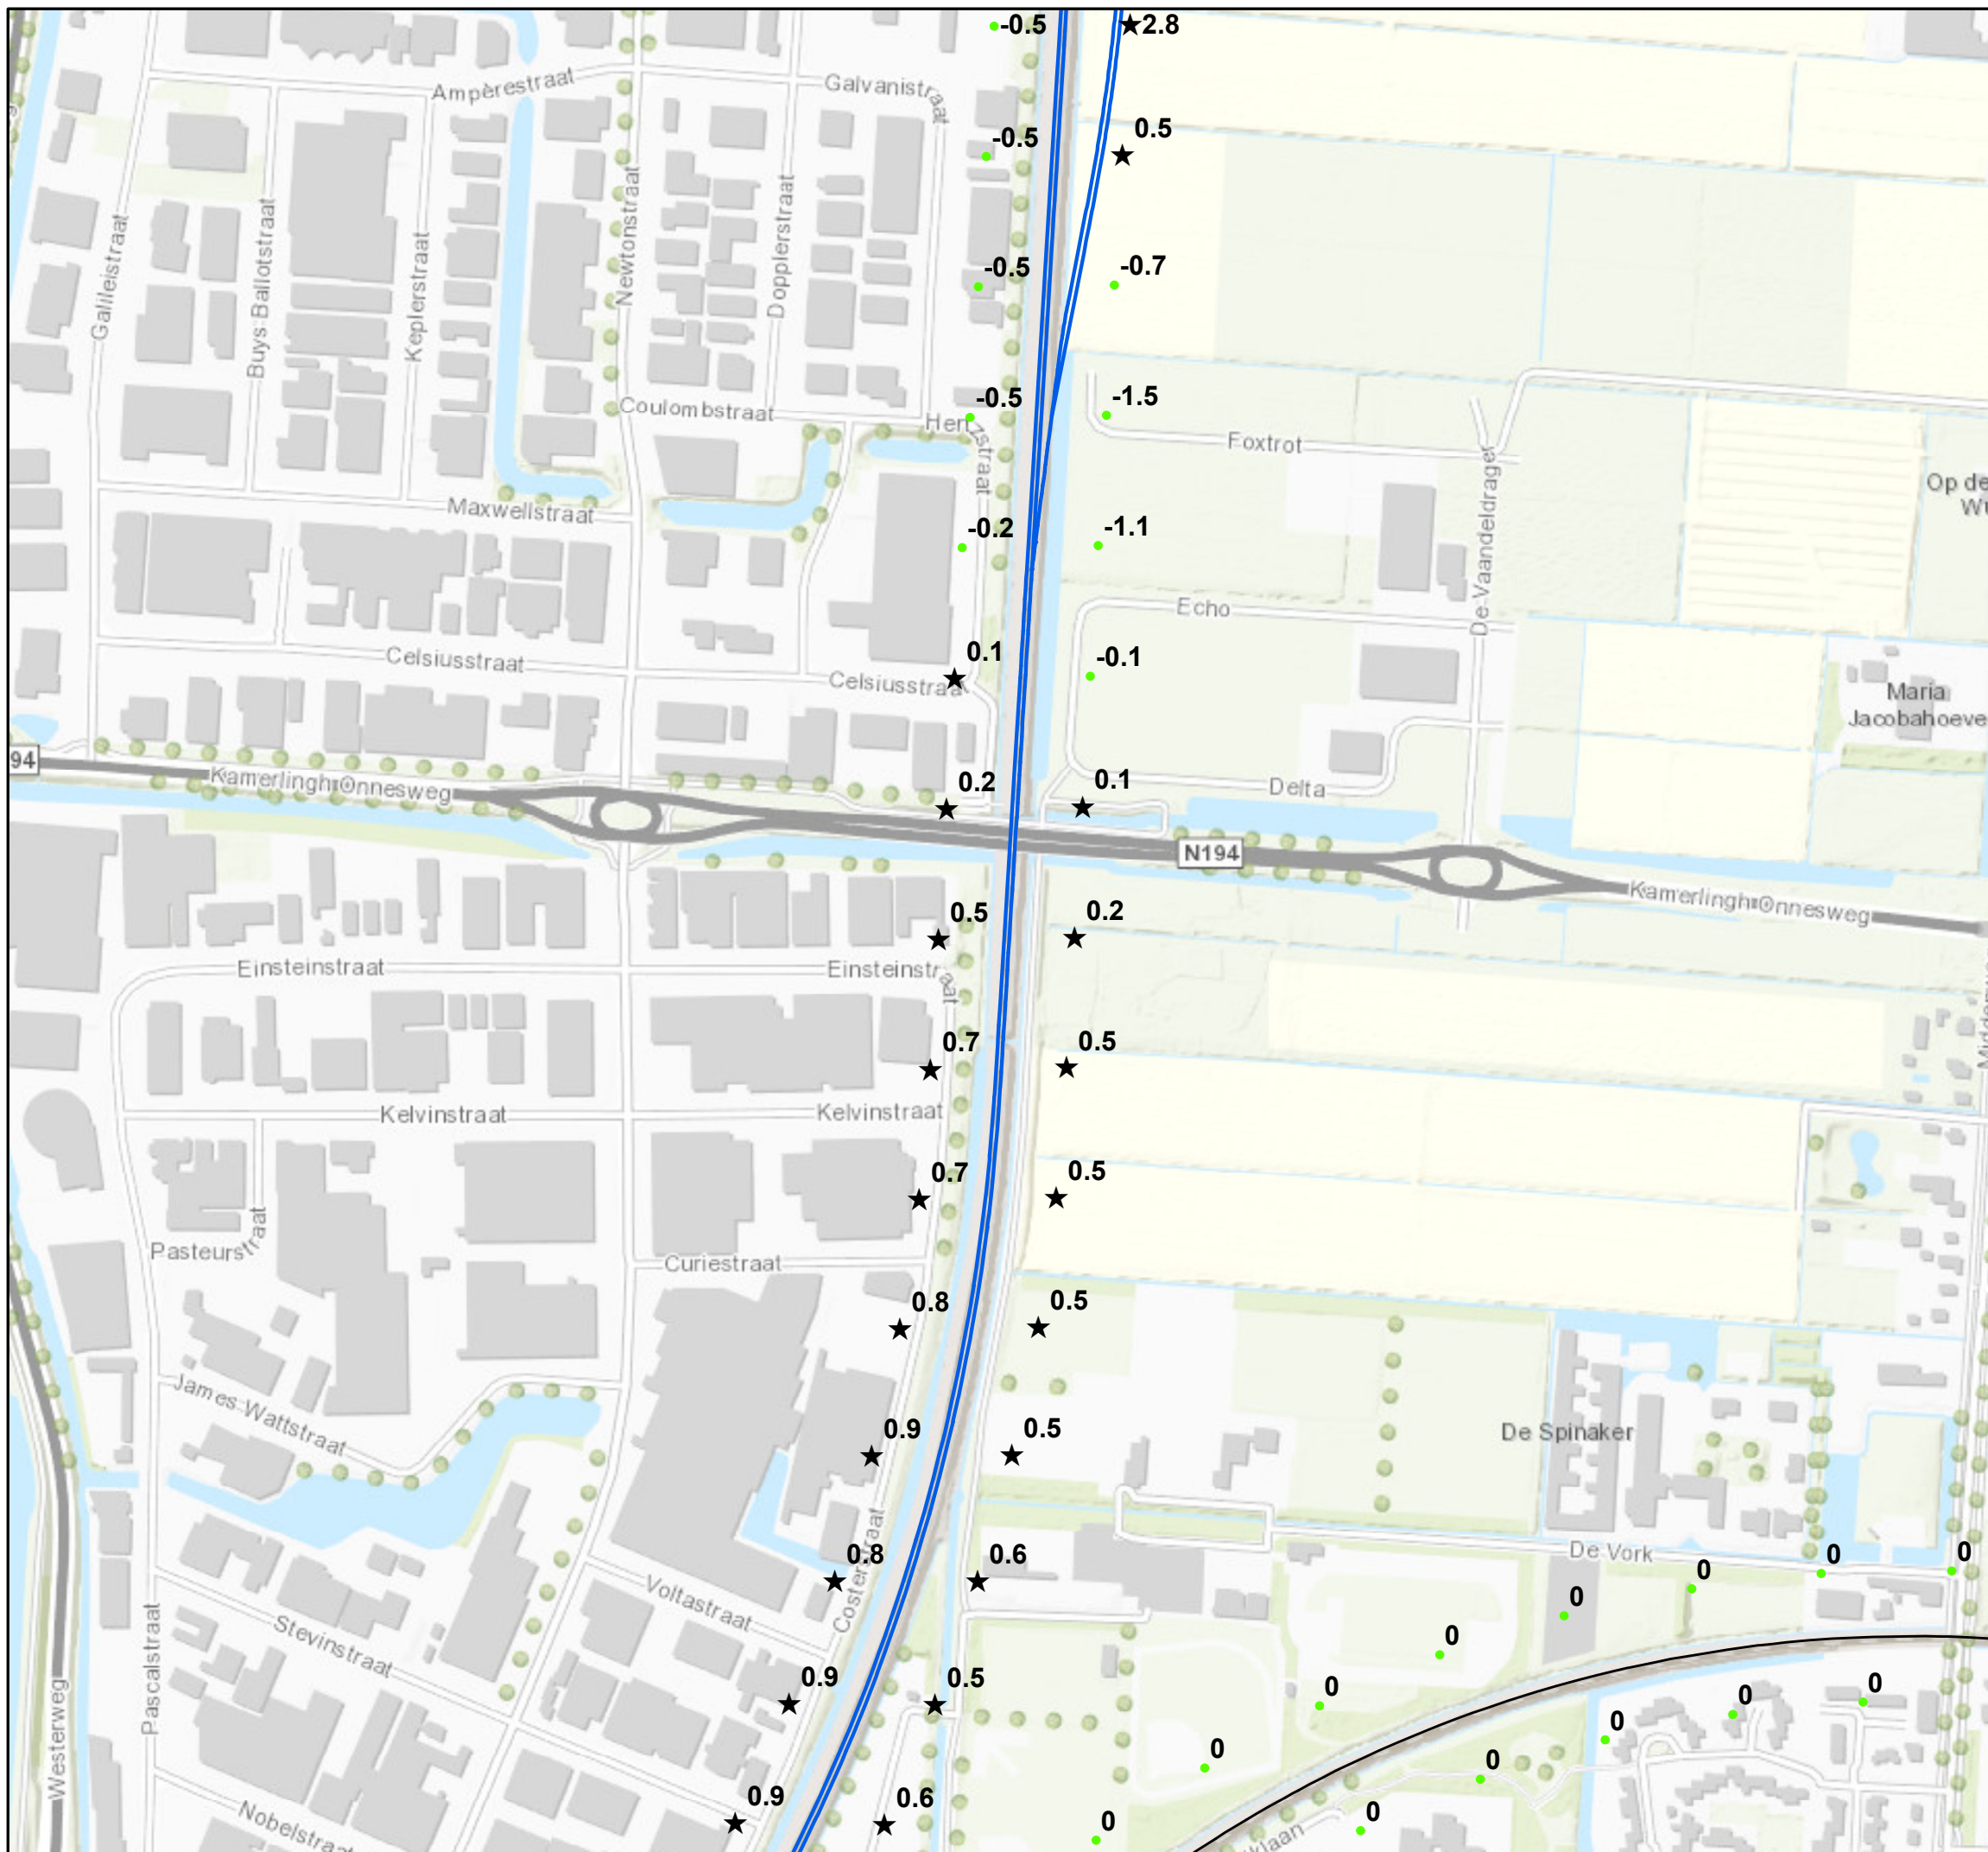 -0.5
2.8
Ampèrestraat
Galvanistraat
0.5
-0.5
Galileistraat
Buys Ballotstraat
Keplerstraat
Newtonstraat
Dopplerstraat
-0.5
-0.7
-0.5
-1.5
Coulombstraat
Hertzstraat
Foxtrot
De Vaandeldrager
Op de
Maxwellstraat
-0.2
-1.1
Echo
Celsiusstraat
0.1
-0.1
Celsiusstraat
Maria
Jacobahoeve
94
Kamerlingh Onnesweg
0.2
0.1
Delta
N194
Kamerlingh Onnesweg
0.5
0.2
Einsteinstraat
Einsteinstraat
0.7
0.5
Kelvinstraat
Kelvinstraat
0.7
0.5
Pasteurstraat
Curiestraat
0.8
0.5
James Wattstraat
0.9
0.5
De Spinaker
0.8
0.6
De Vork
0
0
0
0
Costerstraat
Voltastraat
Stevinstraat
Pascalstraat
Westerweg
0
0.9
0.5
0
0
0
0
0
0
0.9
0.6
0
0
Nobelstraat
klaan